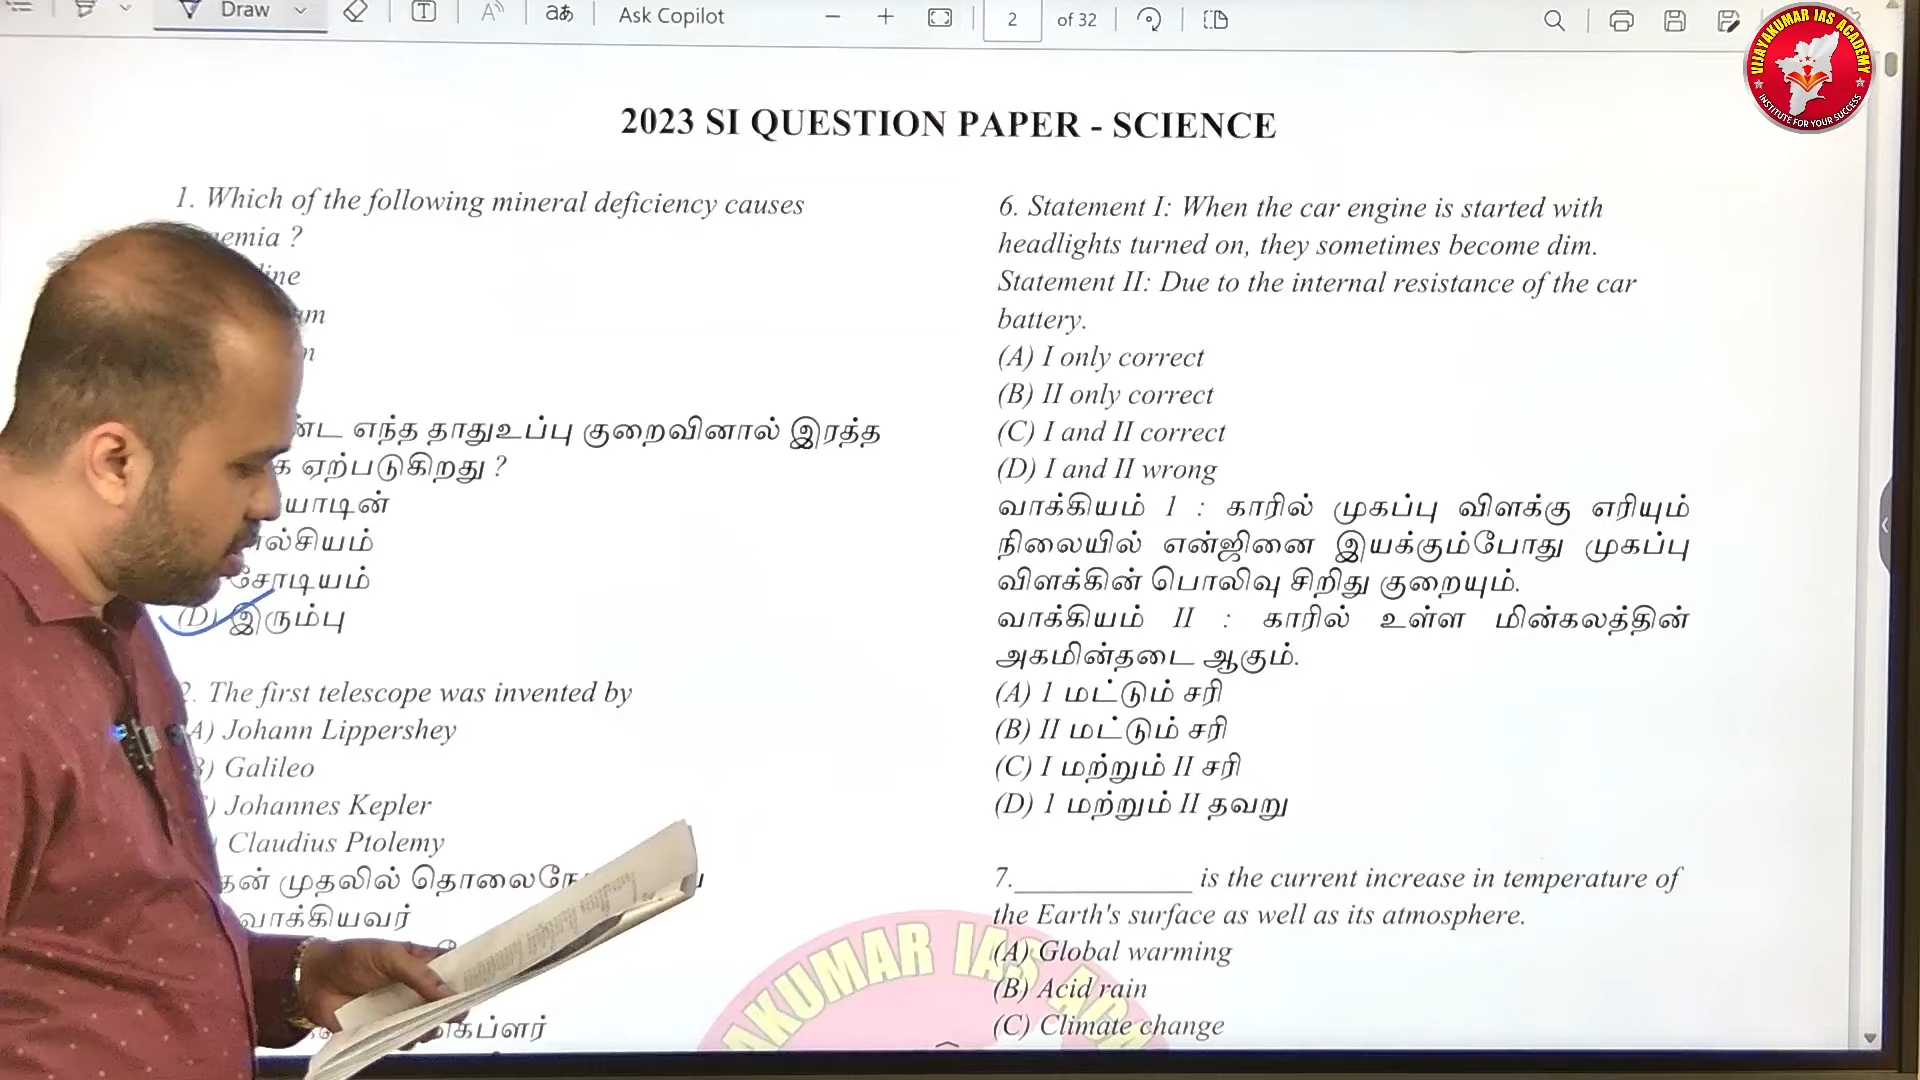 Draw
T
A
aあ
Ask Copilot
2
of 32
VIJAYAKUMAR IAS ACADEMY
INSTITUTE FOR YOUR SUCCESS
2023 SI QUESTION PAPER - SCIENCE
1. Which of the following mineral deficiency causes
எந்த தாதுஉப்பு குறைவினால் இரத்த
ஏற்படுகிறது ?
சோடியம்
(D) இரும்பு
2. The first telescope was invented by
A) Johann Lippershey
) Galileo
) Johannes Kepler
Claudius Ptolemy
முதலில்
6. Statement I: When the car engine is started with
headlights turned on, they sometimes become dim.
Statement II: Due to the internal resistance of the car
battery.
(A) I only correct
(B) II only correct
(C) I and II correct
(D) I and II wrong
வாக்கியம் 1 : காரில் முகப்பு விளக்கு எரியும்
நிலையில் என்ஜினை இயக்கும்போது முகப்பு
விளக்கின் பொலிவு சிறிது குறையும்.
வாக்கியம் II : காரில் உள்ள மின்கலத்தின்
அகமின்தடை ஆகும்.
(A) 1 மட்டும் சரி
(B) II மட்டும் சரி
(C) I மற்றும் II சரி
(D) 1 மற்றும் II தவறு
7.____________ is the current increase in temperature of
the Earth's surface as well as its atmosphere.
(A) Global warming
(B) Acid rain
(C) Climate change